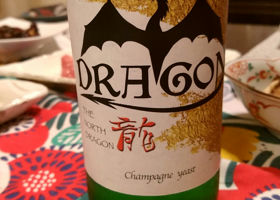 DRAGON
THE
NORTH
DRAGON
龍
Champagne yeast